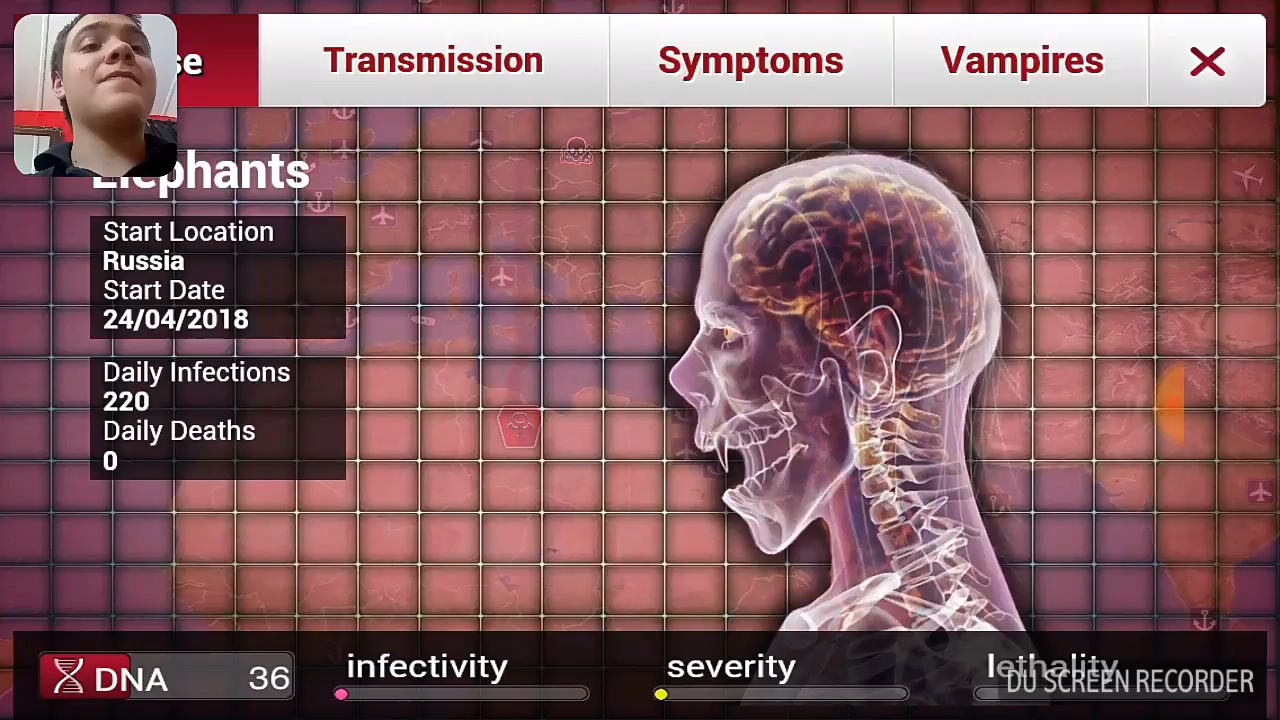 se
Transmission
Symptoms
Vampires
Elephants
Start Location
Russia
Start Date
24/04/2018
Daily Infections
220
Daily Deaths
0
DNA
36
infectivity
severity
lethality
DU SCREEN RECORDER